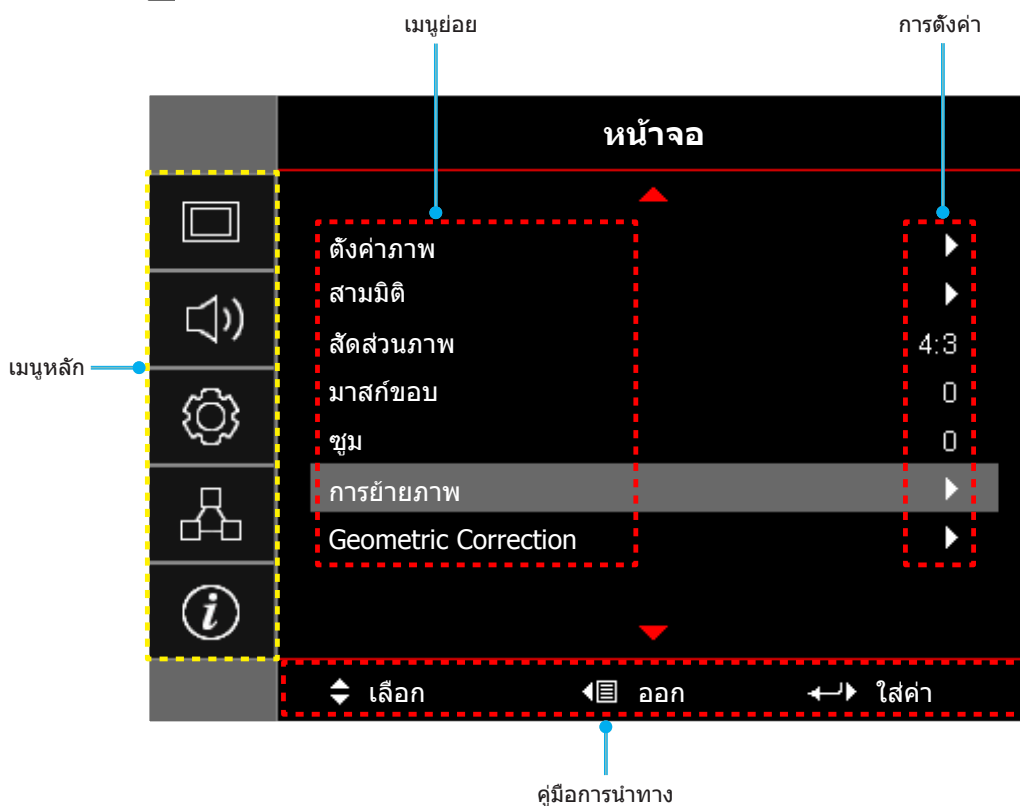 เมนูย่อย
การตั้งค่า
หน้าจอ
ตั้งค่าภาพ
สามมิติ
สัดส่วนภาพ 4:3
มาสก์ขอบ 0
ซูม 0
การย้ายภาพ
Geometric Correction
เมนูหลัก
i
เลือก ออก ใส่ค่า
คู่มือการนำทาง